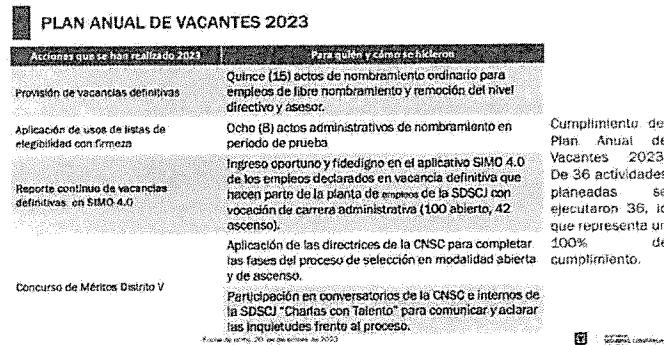 PLAN ANUAL DE VACANTES 2023
Acciones que se han realizado 2023
Para quién y cómo se hicieron
Provisión de vacancias definitivas
Quince (15) actos de nombramiento ordinario para
empleos de libre nombramiento y remoción del nivel
directivo y asesor.
Aplicación de usos de listas de
elegibilidad con firmeza
Ocho (8) actos administrativos de nombramiento en
periodo de prueba
Reporte continuo de vacancias
definitivas en SIMO 4.0
Ingreso oportuno y fidedigno en el aplicativo SIMO 4.0
de los empleos declarados en vacancia definitiva que
hacen parte de la planta de empleos de la SDSCJ con
vocación de carrera administrativa (100 abierto, 42
ascenso).
Concurso de Méritos Distrito V
Aplicación de las directrices de la CNSC para completar
las fases del proceso de selección en modalidad abierta
y de ascenso.
Participación en conversatorios de la CNSC e internos de
la SDSCJ "Charlas con Talento" para comunicar y aclarar
las inquietudes frente al proceso.
Cumplimiento de
Plan Anual de
Vacantes 2023
De 36 actividades
planeadas se
ejecutaron 36, lo
que representa un
100% de
cumplimiento.